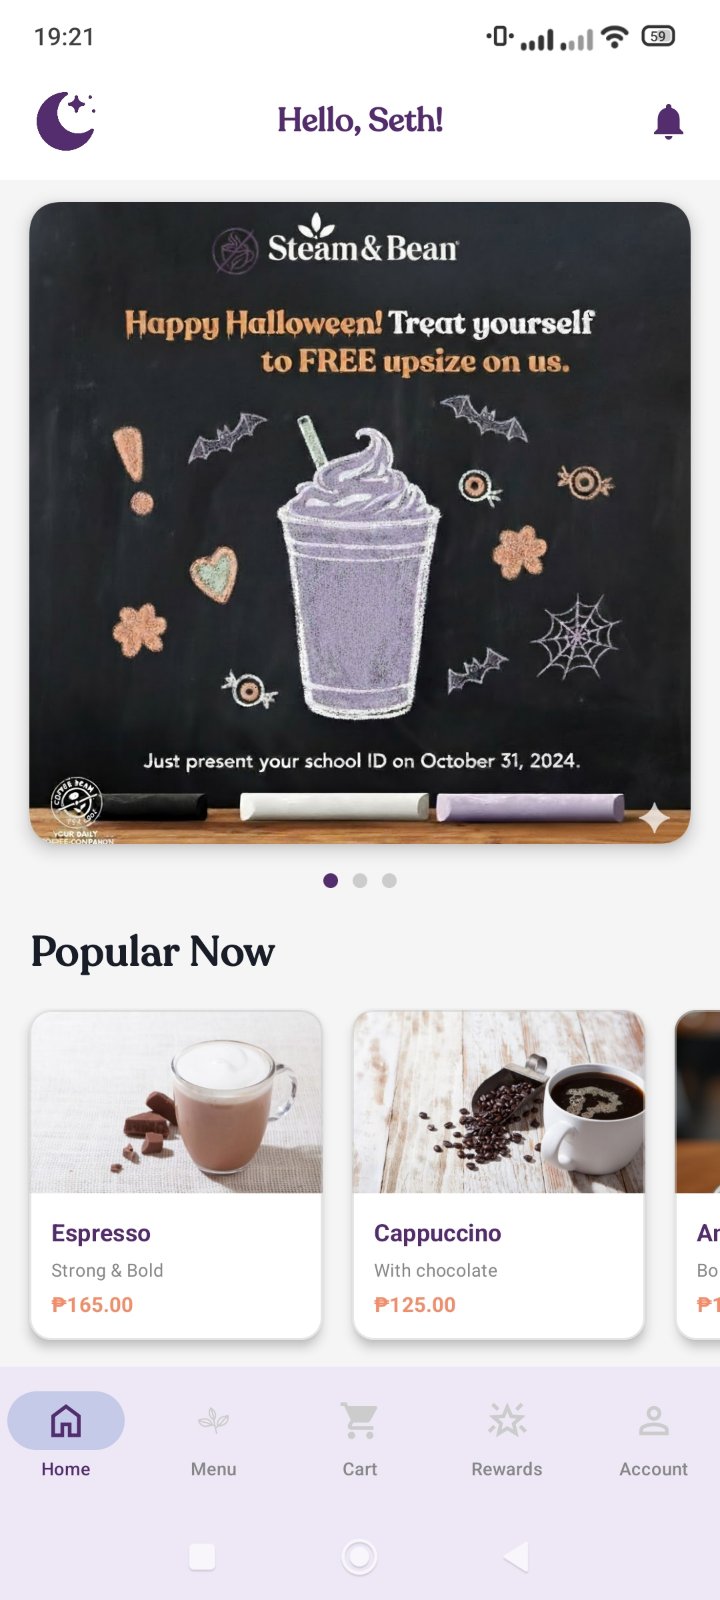 19:21
59
Hello, Seth!
Steam & Bean
Happy Halloween! Treat yourself
to FREE upsize on us.
Just present your school ID on October 31, 2024.
COFFEE BEAN
YOUR DAILY
Popular Now
Espresso
Strong & Bold
₱165.00
Cappuccino
With chocolate
₱125.00
Ar
Bo
₱1
Home
Menu
Cart
Rewards
Account